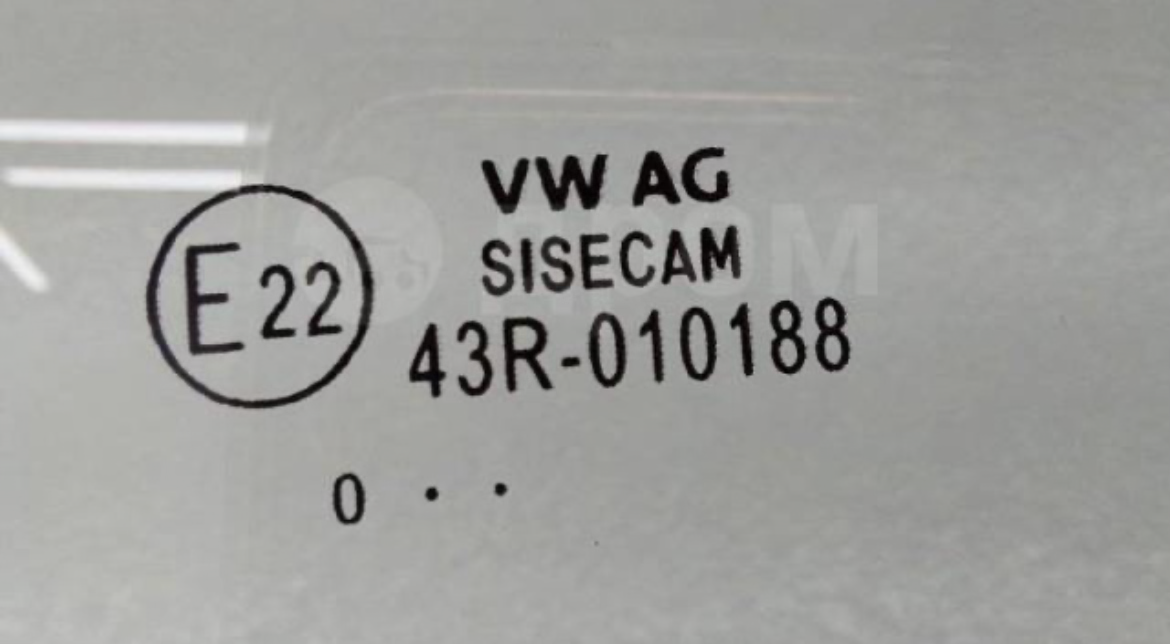 VW AG
SISECAM
E22
43R-010188
0 · ·